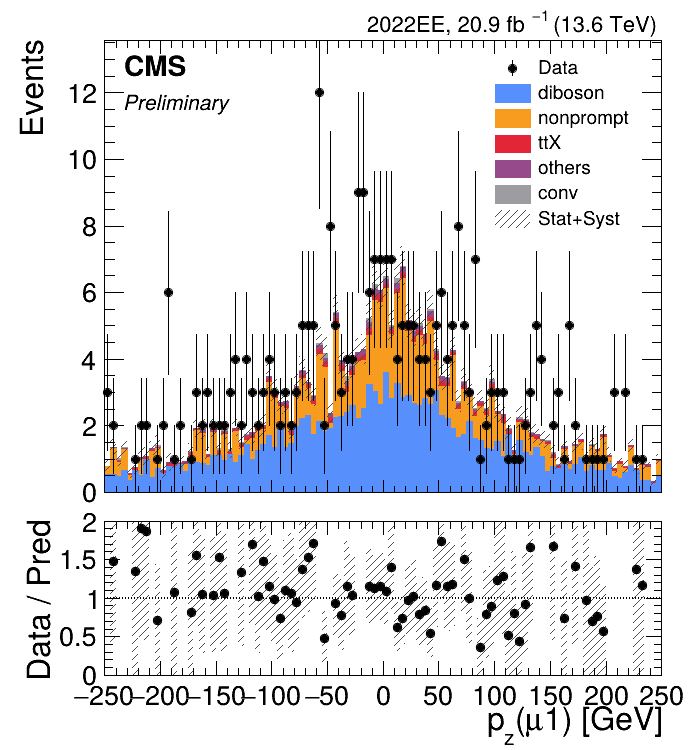 2022EE, 20.9 fb⁻¹ (13.6 TeV)
CMS
Preliminary
Events
12
10
8
6
4
2
0
Data
diboson
nonprompt
ttX
others
conv
Stat+Syst
Data / Pred
2
1.5
1
0.5
0
−250 −200 −150 −100 −50 0 50 100 150 200 250
p_z(μ1) [GeV]